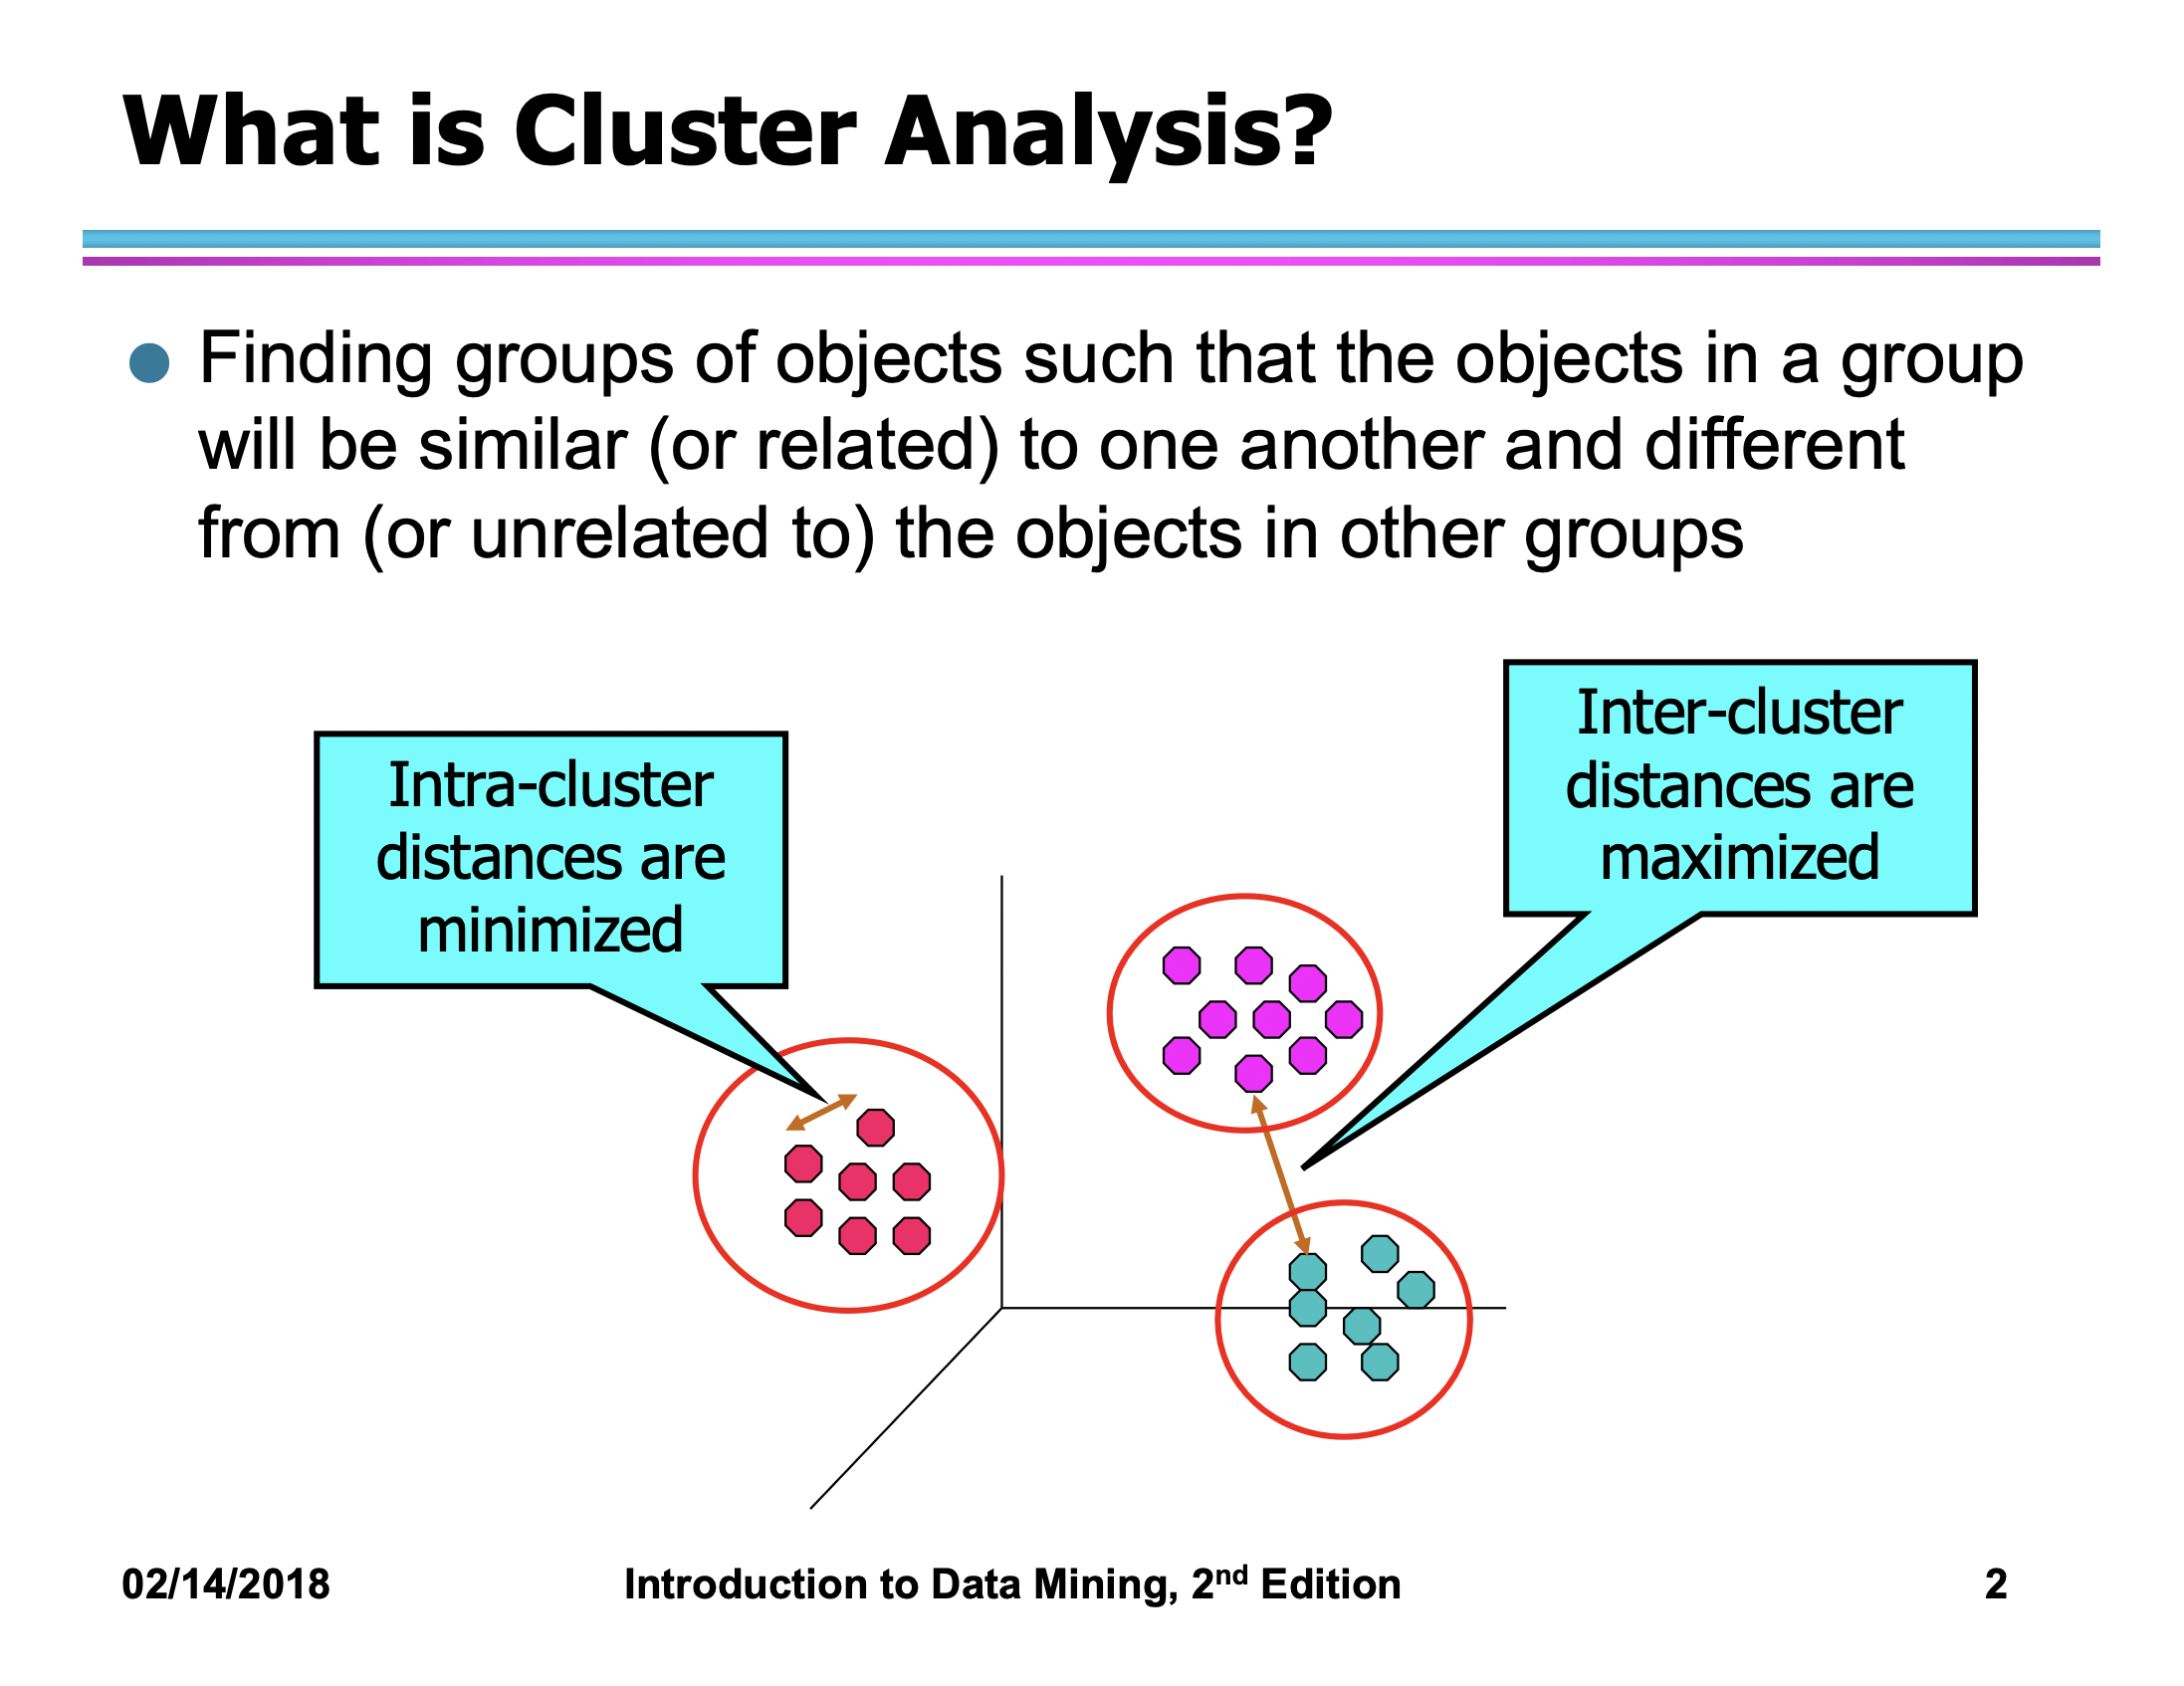 What is Cluster Analysis?
Finding groups of objects such that the objects in a group
will be similar (or related) to one another and different
from (or unrelated to) the objects in other groups
Intra-cluster
distances are
minimized
Inter-cluster
distances are
maximized
02/14/2018
Introduction to Data Mining, 2nd Edition
2